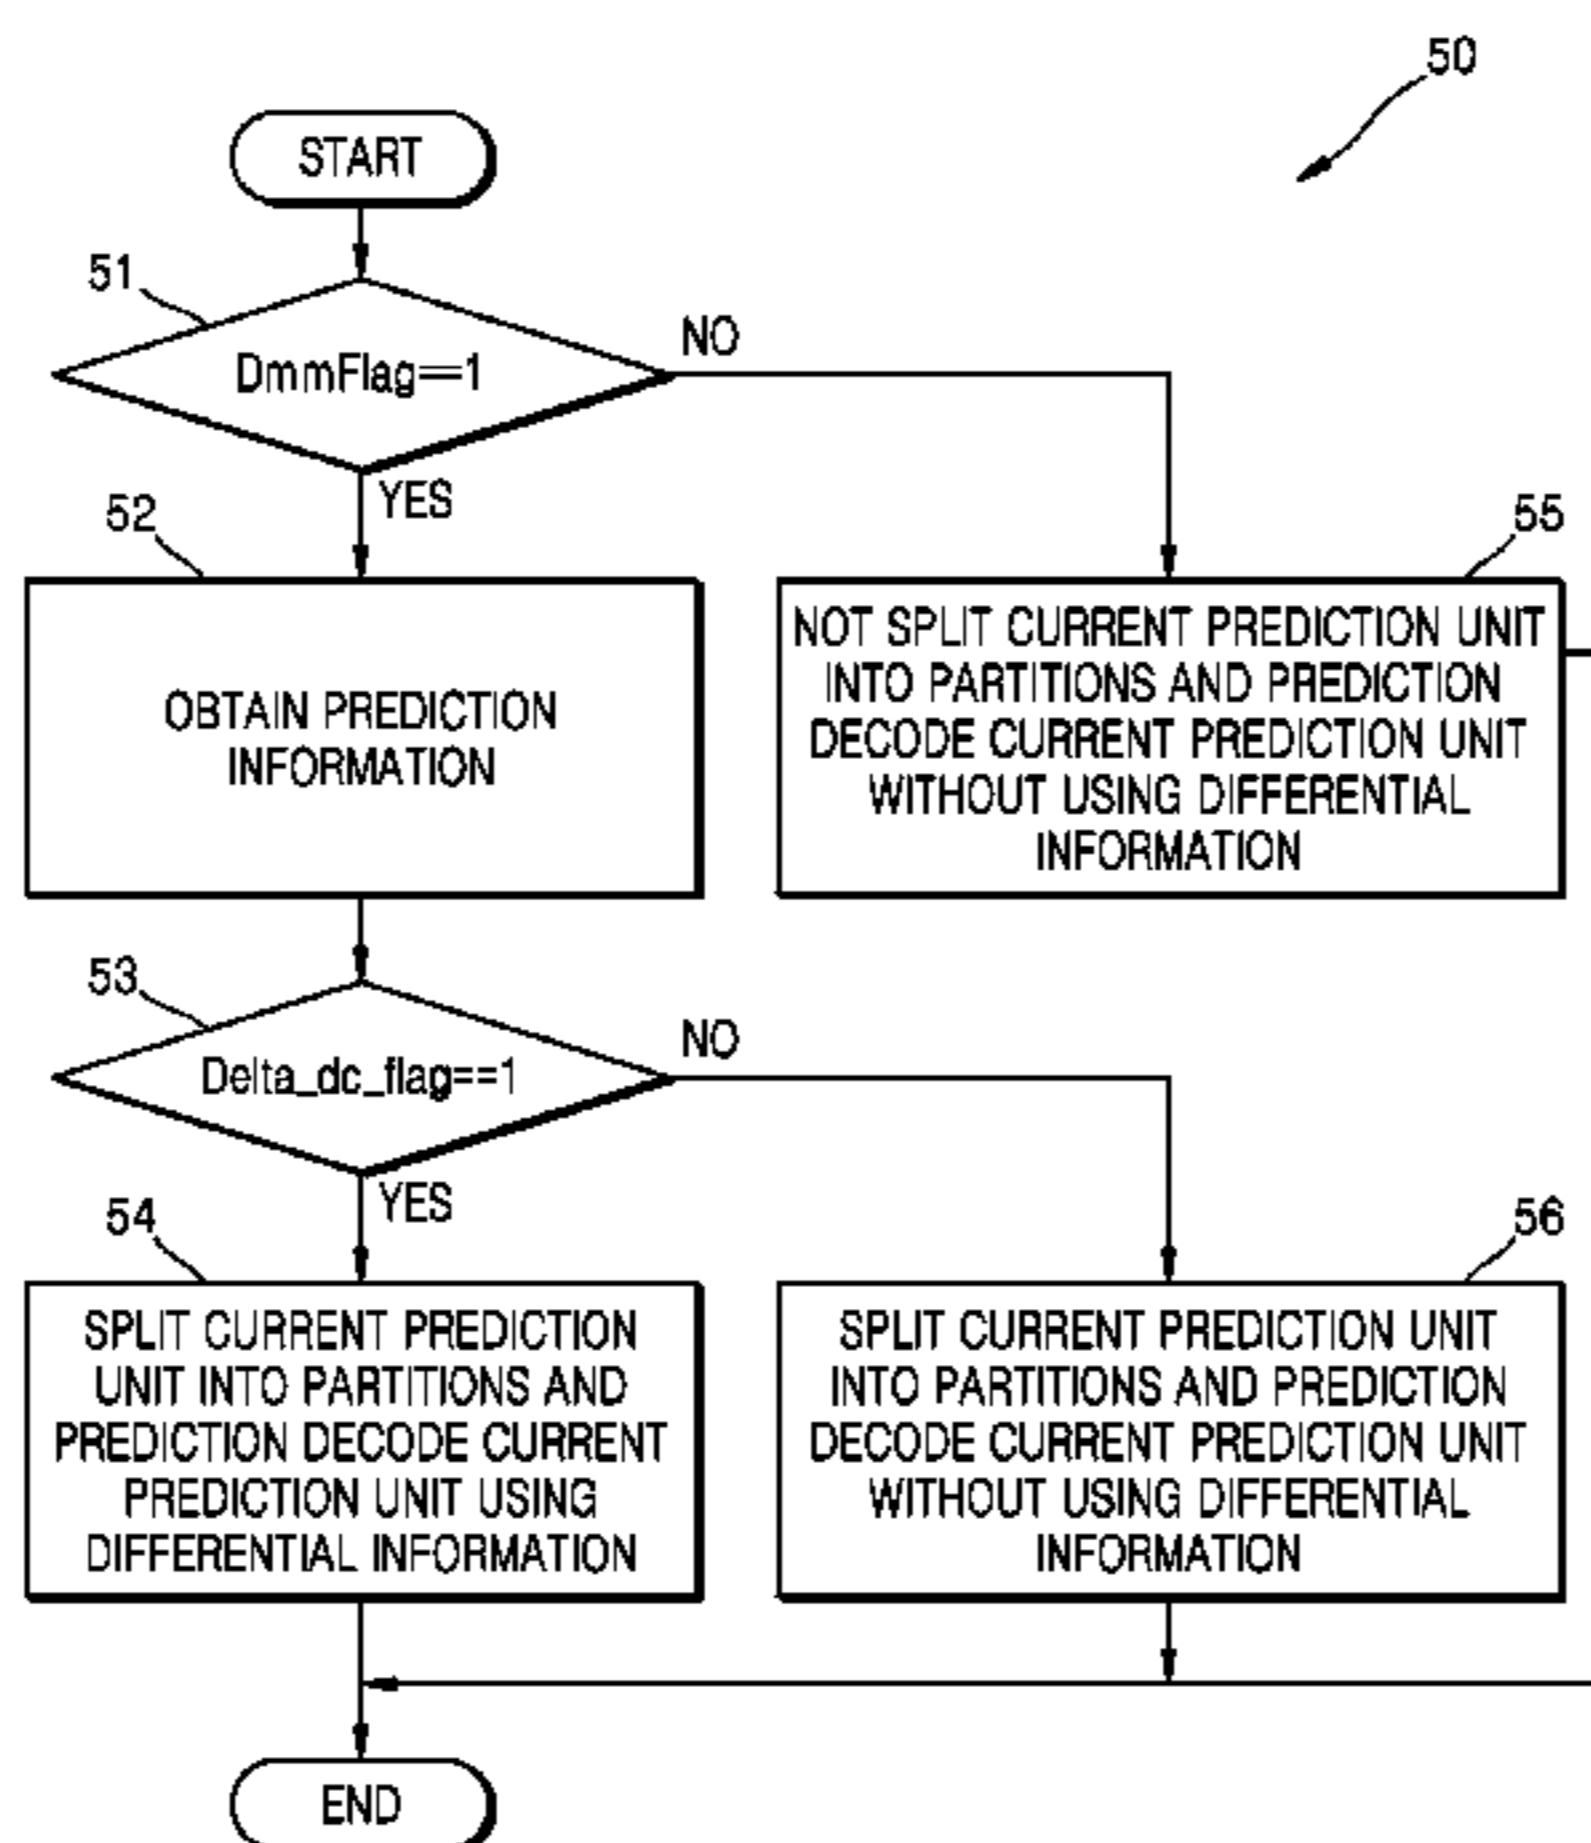 50
START
51
DmmFlag==1
NO
YES
52
OBTAIN PREDICTION
INFORMATION
55
NOT SPLIT CURRENT PREDICTION UNIT
INTO PARTITIONS AND PREDICTION
DECODE CURRENT PREDICTION UNIT
WITHOUT USING DIFFERENTIAL
INFORMATION
53
Delta_dc_flag==1
NO
YES
54
SPLIT CURRENT PREDICTION
UNIT INTO PARTITIONS AND
PREDICTION DECODE CURRENT
PREDICTION UNIT USING
DIFFERENTIAL INFORMATION
56
SPLIT CURRENT PREDICTION UNIT
INTO PARTITIONS AND PREDICTION
DECODE CURRENT PREDICTION UNIT
WITHOUT USING DIFFERENTIAL
INFORMATION
END